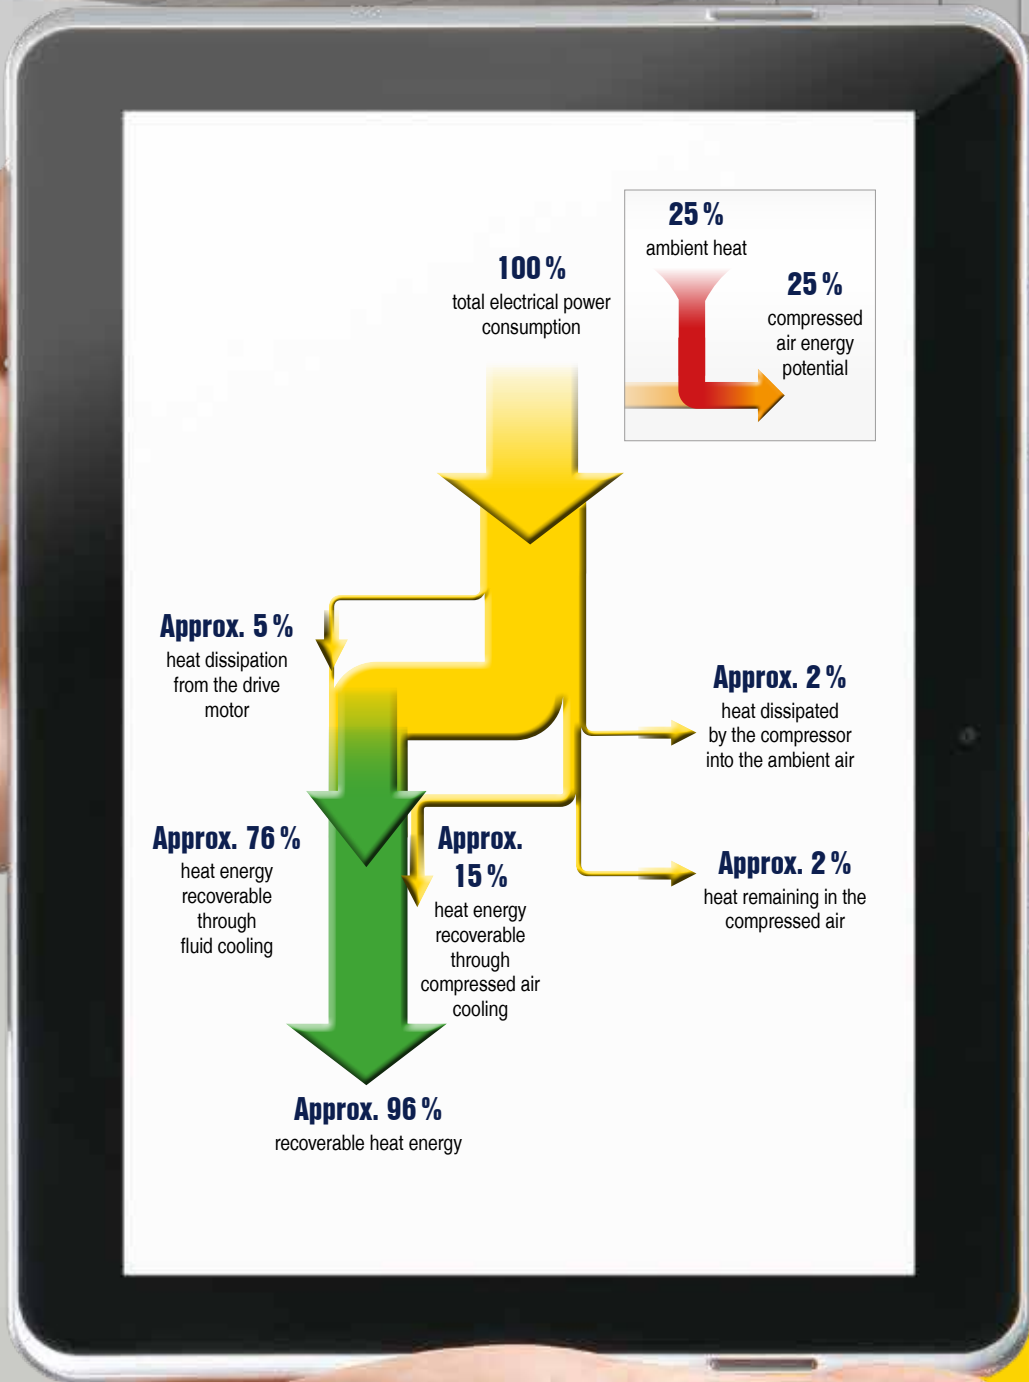 25 %
ambient heat
25 %
compressed
air energy
potential
100 %
total electrical power
consumption
Approx. 5 %
heat dissipation
from the drive
motor
Approx. 2 %
heat dissipated
by the compressor
into the ambient air
Approx. 76 %
heat energy
recoverable
through
fluid cooling
Approx.
15 %
heat energy
recoverable
through
compressed air
cooling
Approx. 2 %
heat remaining in the
compressed air
Approx. 96 %
recoverable heat energy